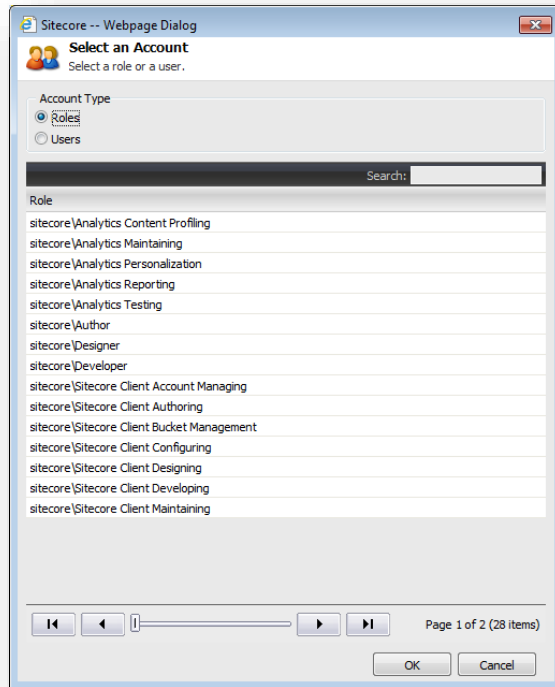 Sitecore -- Webpage Dialog
Select an Account
Select a role or a user.
Account Type
Roles
Users
Search:
Role
sitecore\Analytics Content Profiling
sitecore\Analytics Maintaining
sitecore\Analytics Personalization
sitecore\Analytics Reporting
sitecore\Analytics Testing
sitecore\Author
sitecore\Designer
sitecore\Developer
sitecore\Sitecore Client Account Managing
sitecore\Sitecore Client Authoring
sitecore\Sitecore Client Bucket Management
sitecore\Sitecore Client Configuring
sitecore\Sitecore Client Designing
sitecore\Sitecore Client Developing
sitecore\Sitecore Client Maintaining
Page 1 of 2 (28 items)
OK Cancel